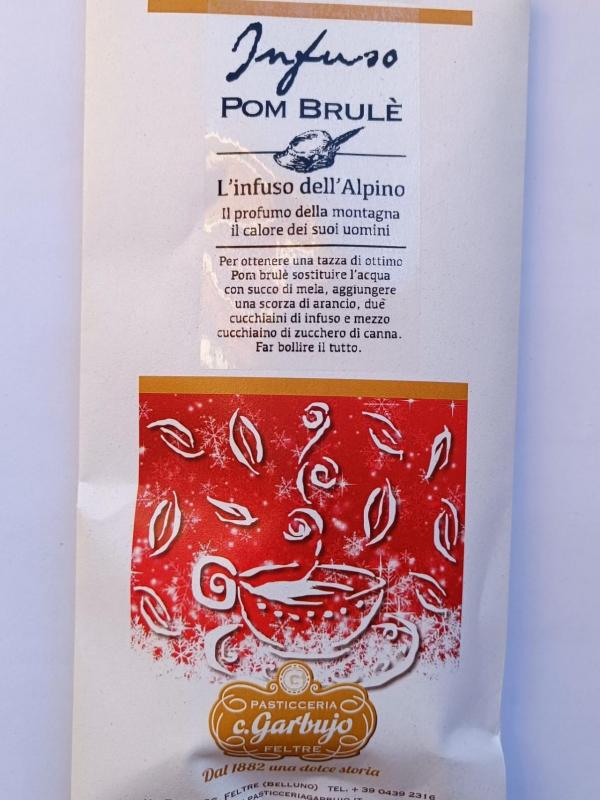 Infuso
POM BRULÈ
L'infuso dell'Alpino
Il profumo della montagna
il calore dei suoi uomini
Per ottenere una tazza di ottimo
Pom brulè sostituire l'acqua
con succo di mela, aggiungere
una scorza di arancio, due
cucchiaini di infuso e mezzo
cucchiaino di zucchero di canna.
Far bollire il tutto.
G
PASTICCERIA
c.Garbujo
FELTRE
Dal 1882 una dolce storia
FELTRE (BELLUNO) TEL. + 39 0439 2316
PASTICCERIAGARBUJO.IT